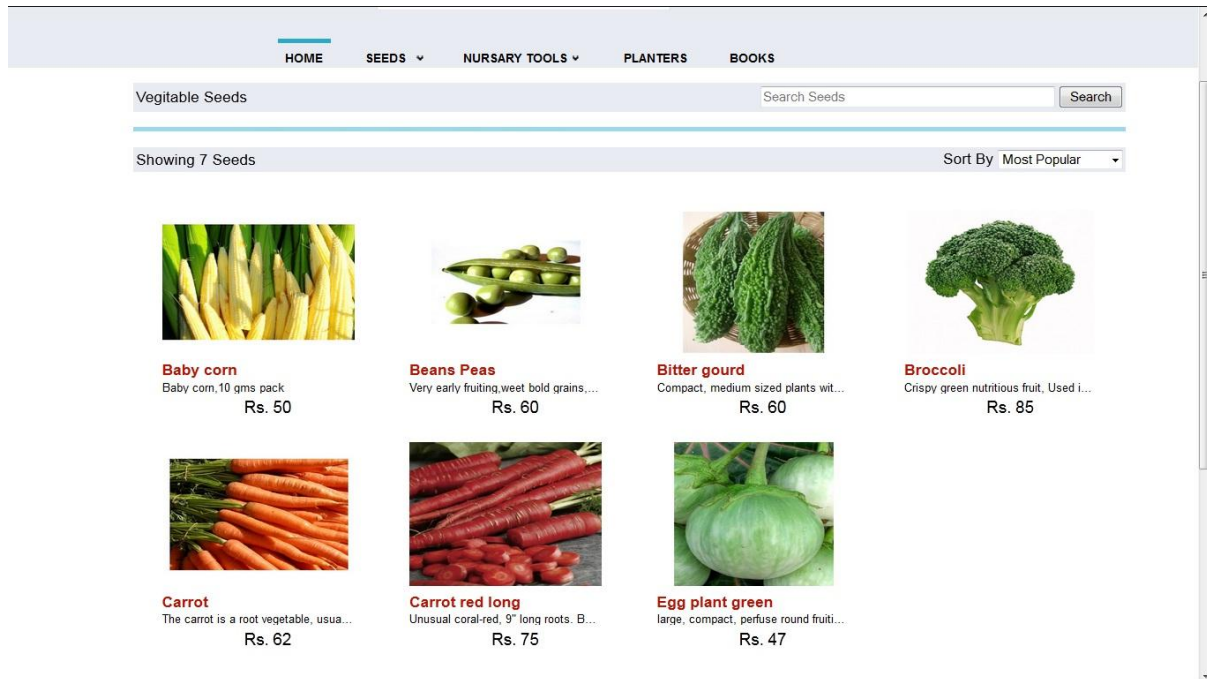 HOME SEEDS NURSARY TOOLS PLANTERS BOOKS
Vegitable Seeds Search Seeds Search
Showing 7 Seeds Sort By Most Popular
Baby corn Beans Peas Bitter gourd Broccoli
Baby corn,10 gms pack Very early fruiting,weet bold grains,... Compact, medium sized plants wit... Crispy green nutritious fruit, Used i...
Rs. 50 Rs. 60 Rs. 60 Rs. 85
Carrot Carrot red long Egg plant green
The carrot is a root vegetable, usua... Unusual coral-red, 9" long roots. B... large, compact, perfuse round fruiti...
Rs. 62 Rs. 75 Rs. 47